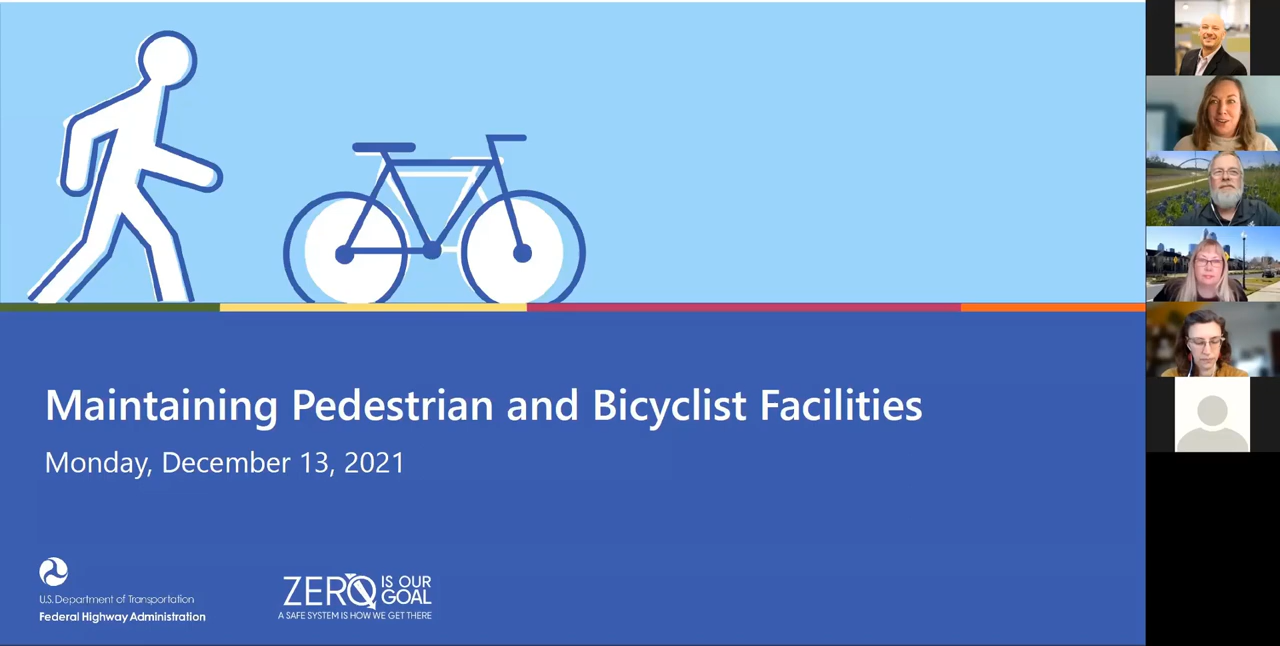 Maintaining Pedestrian and Bicyclist Facilities
Monday, December 13, 2021
U.S. Department of Transportation
Federal Highway Administration
ZERO IS OUR GOAL
A SAFE SYSTEM IS HOW WE GET THERE